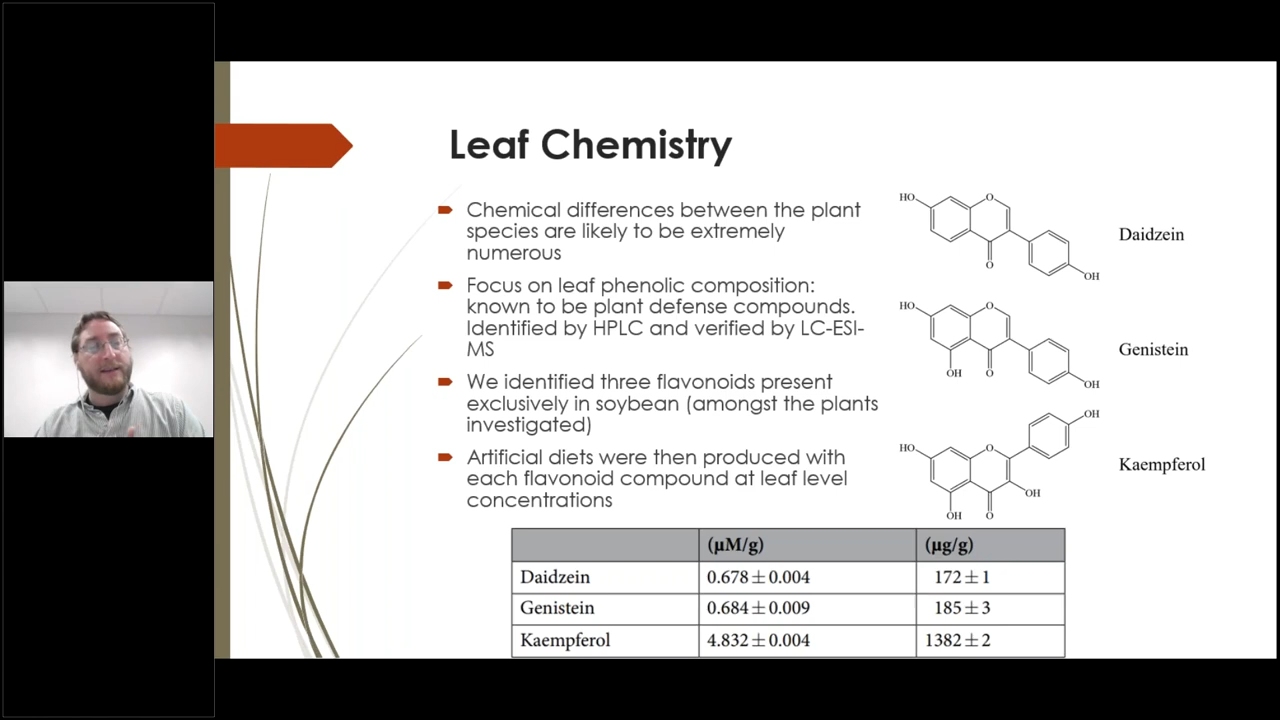 Leaf Chemistry
Chemical differences between the plant
species are likely to be extremely
numerous
Focus on leaf phenolic composition:
known to be plant defense compounds.
Identified by HPLC and verified by LC-ESI-
MS
We identified three flavonoids present
exclusively in soybean (amongst the plants
investigated)
Artificial diets were then produced with
each flavonoid compound at leaf level
concentrations
HO
O
O
OH
Daidzein
HO
O
OH
O
OH
Genistein
OH
HO
O
OH
OH
O
Kaempferol
(µM/g) (µg/g)
Daidzein 0.678 ± 0.004 172 ± 1
Genistein 0.684 ± 0.009 185 ± 3
Kaempferol 4.832 ± 0.004 1382 ± 2